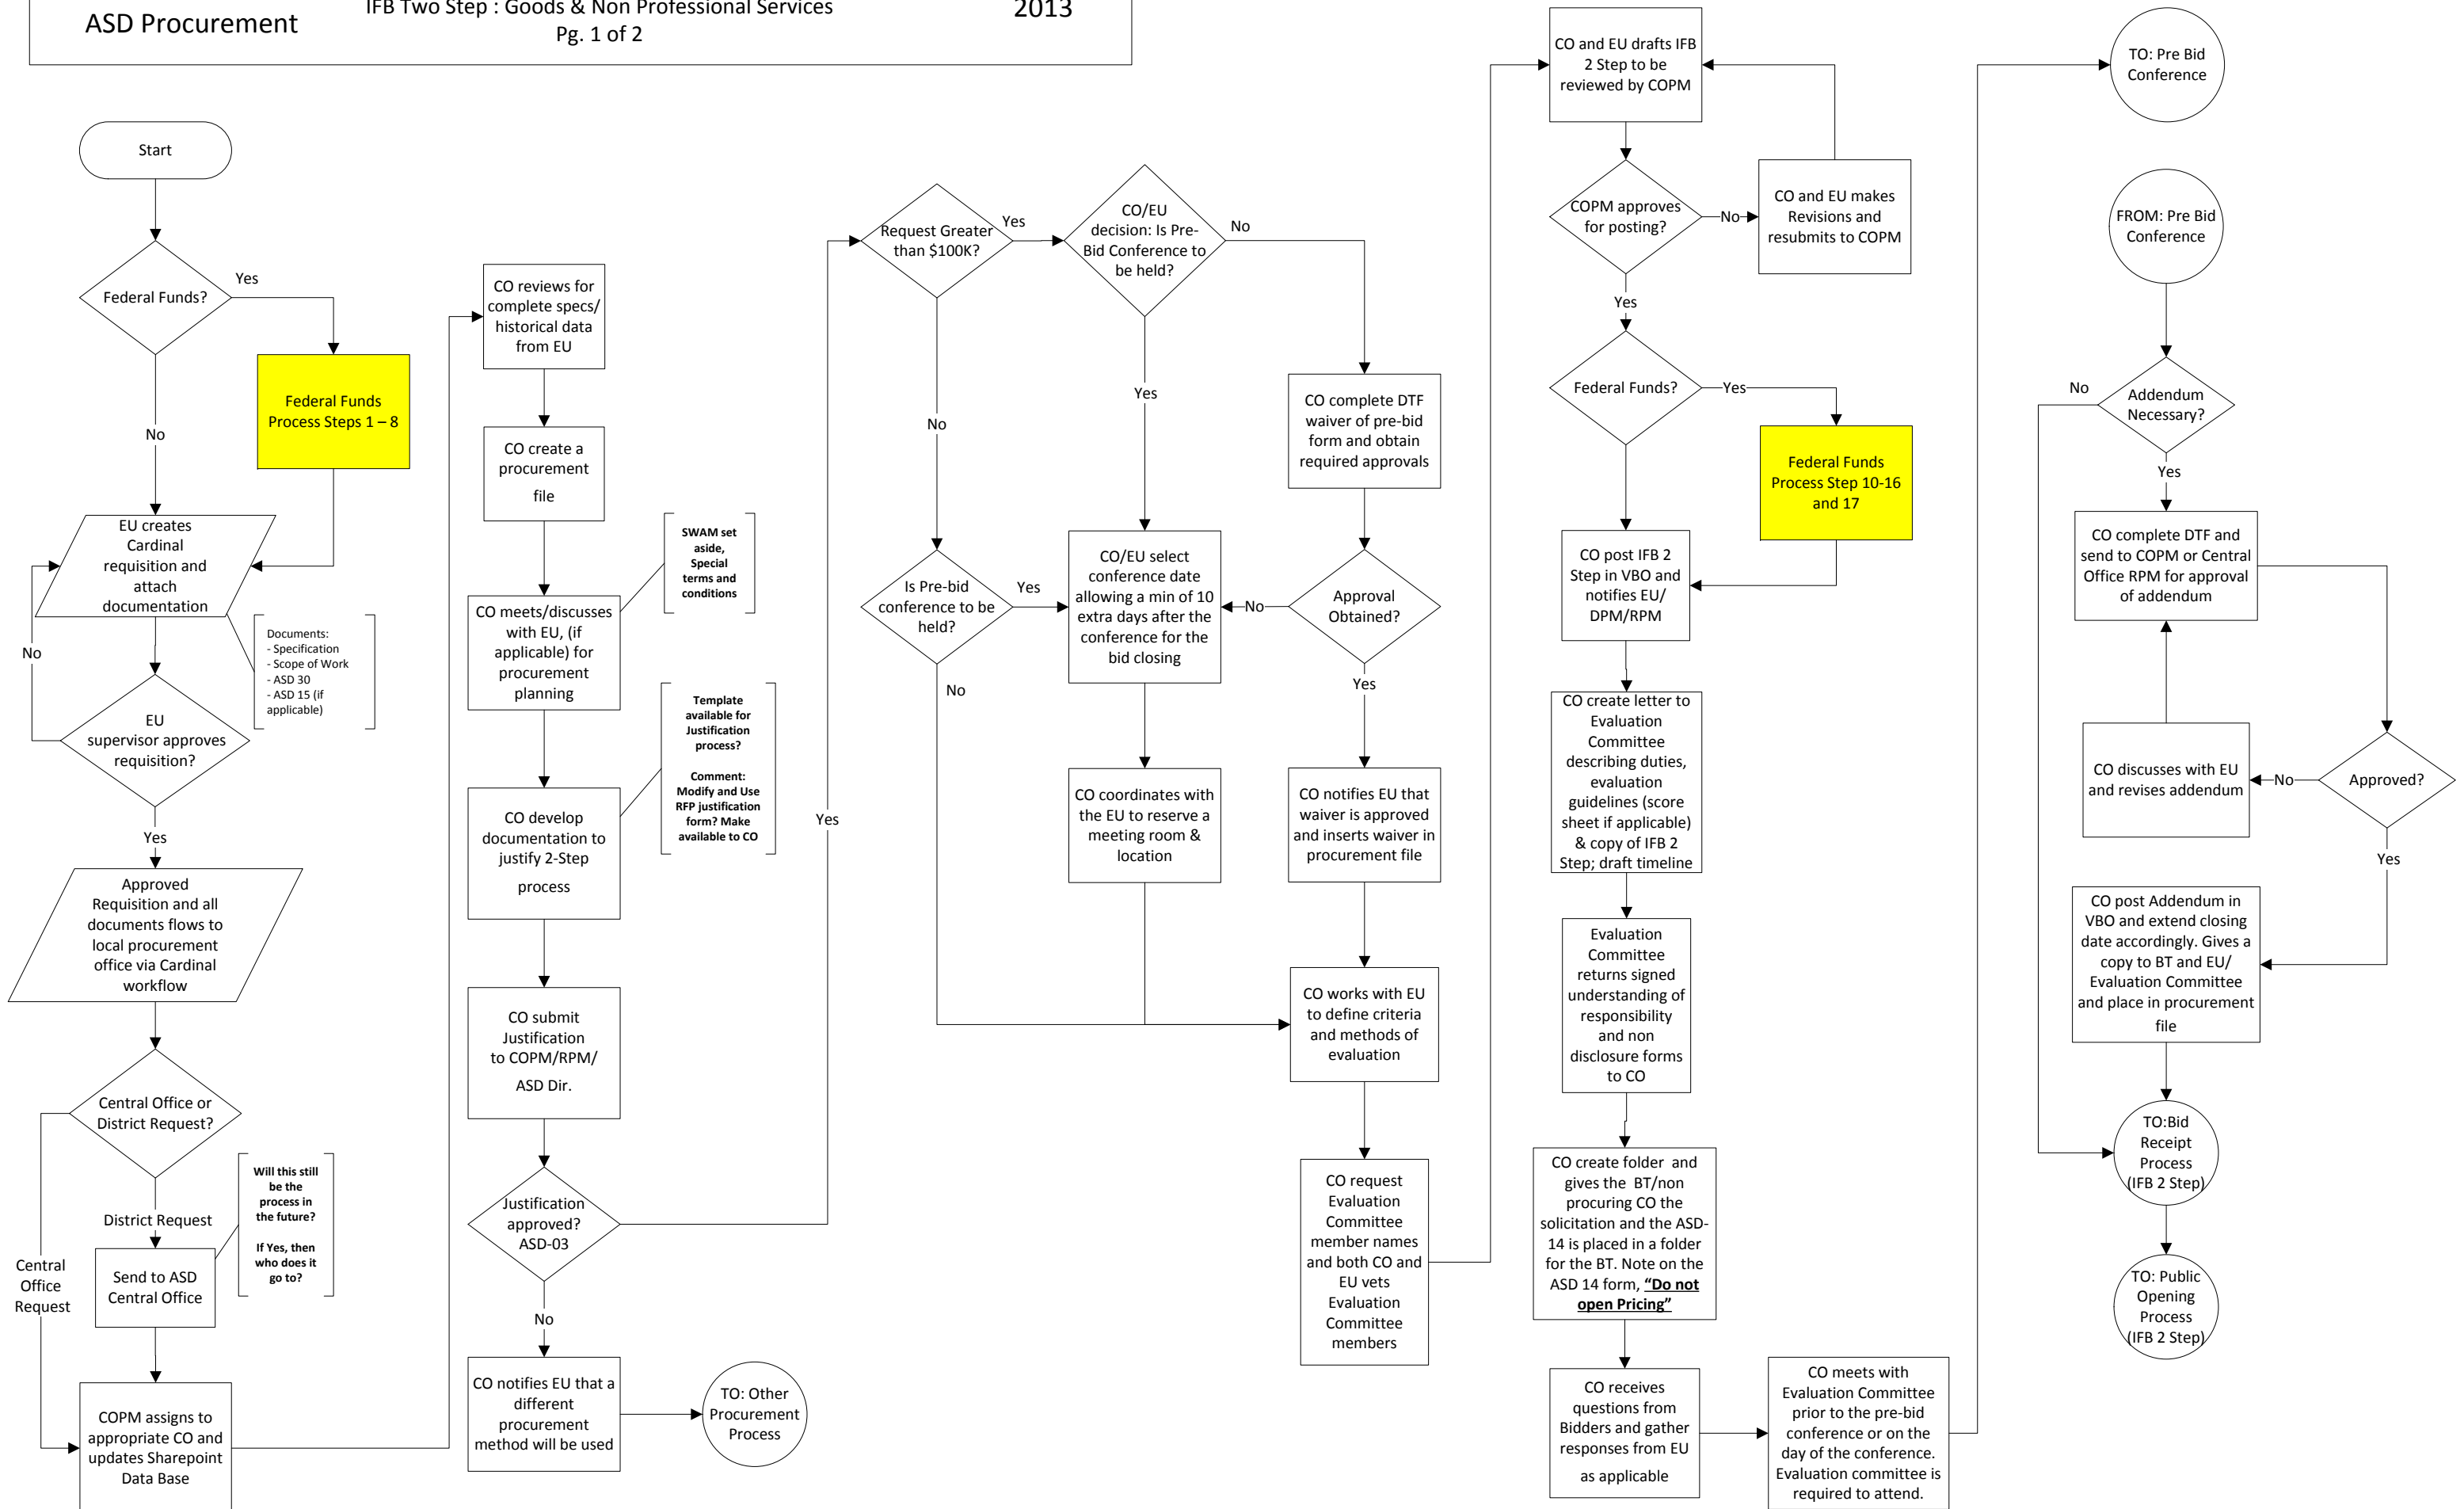 ASD Procurement
IFB Two Step : Goods & Non Professional Services
Pg. 1 of 2
2013
Start
Federal Funds?
Yes
No
Federal Funds
Process Steps 1 – 8
EU creates
Cardinal
requisition and
attach
documentation
Documents:
- Specification
- Scope of Work
- ASD 30
- ASD 15 (if
applicable)
No
EU
supervisor approves
requisition?
Yes
Approved
Requisition and all
documents flows to
local procurement
office via Cardinal
workflow
Central Office or
District Request?
District Request
Central
Office
Request
Will this still
be the
process in
the future?
If Yes, then
who does it
go to?
Send to ASD
Central Office
COPM assigns to
appropriate CO and
updates Sharepoint
Data Base
CO reviews for
complete specs/
historical data
from EU
CO create a
procurement
file
SWAM set
aside,
Special
terms and
conditions
CO meets/discusses
with EU, (if
applicable) for
procurement
planning
Template
available for
Justification
process?
Comment:
Modify and Use
RFP justification
form? Make
available to CO
CO develop
documentation to
justify 2-Step
process
CO submit
Justification
to COPM/RPM/
ASD Dir.
Justification
approved?
ASD-03
Yes
No
CO notifies EU that a
different
procurement
method will be used
TO: Other
Procurement
Process
Request Greater
than $100K?
Yes
No
CO/EU
decision: Is Pre-
Bid Conference to
be held?
No
Yes
CO complete DTF
waiver of pre-bid
form and obtain
required approvals
Is Pre-bid
conference to be
held?
Yes
No
CO/EU select
conference date
allowing a min of 10
extra days after the
conference for the
bid closing
No
Approval
Obtained?
Yes
CO coordinates with
the EU to reserve a
meeting room &
location
CO notifies EU that
waiver is approved
and inserts waiver in
procurement file
CO works with EU
to define criteria
and methods of
evaluation
CO request
Evaluation
Committee
member names
and both CO and
EU vets
Evaluation
Committee
members
CO and EU drafts IFB
2 Step to be
reviewed by COPM
COPM approves
for posting?
No
CO and EU makes
Revisions and
resubmits to COPM
Yes
Federal Funds?
Yes
Federal Funds
Process Step 10-16
and 17
CO post IFB 2
Step in VBO and
notifies EU/
DPM/RPM
CO create letter to
Evaluation
Committee
describing duties,
evaluation
guidelines (score
sheet if applicable)
& copy of IFB 2
Step; draft timeline
Evaluation
Committee
returns signed
understanding of
responsibility
and non
disclosure forms
to CO
CO create folder and
gives the BT/non
procuring CO the
solicitation and the ASD-
14 is placed in a folder
for the BT. Note on the
ASD 14 form, “Do not
open Pricing”
CO receives
questions from
Bidders and gather
responses from EU
as applicable
CO meets with
Evaluation Committee
prior to the pre-bid
conference or on the
day of the conference.
Evaluation committee is
required to attend.
TO: Pre Bid
Conference
FROM: Pre Bid
Conference
No
Addendum
Necessary?
Yes
CO complete DTF and
send to COPM or Central
Office RPM for approval
of addendum
CO discusses with EU
and revises addendum
No
Approved?
Yes
CO post Addendum in
VBO and extend closing
date accordingly. Gives a
copy to BT and EU/
Evaluation Committee
and place in procurement
file
TO:Bid
Receipt
Process
(IFB 2 Step)
TO: Public
Opening
Process
(IFB 2 Step)